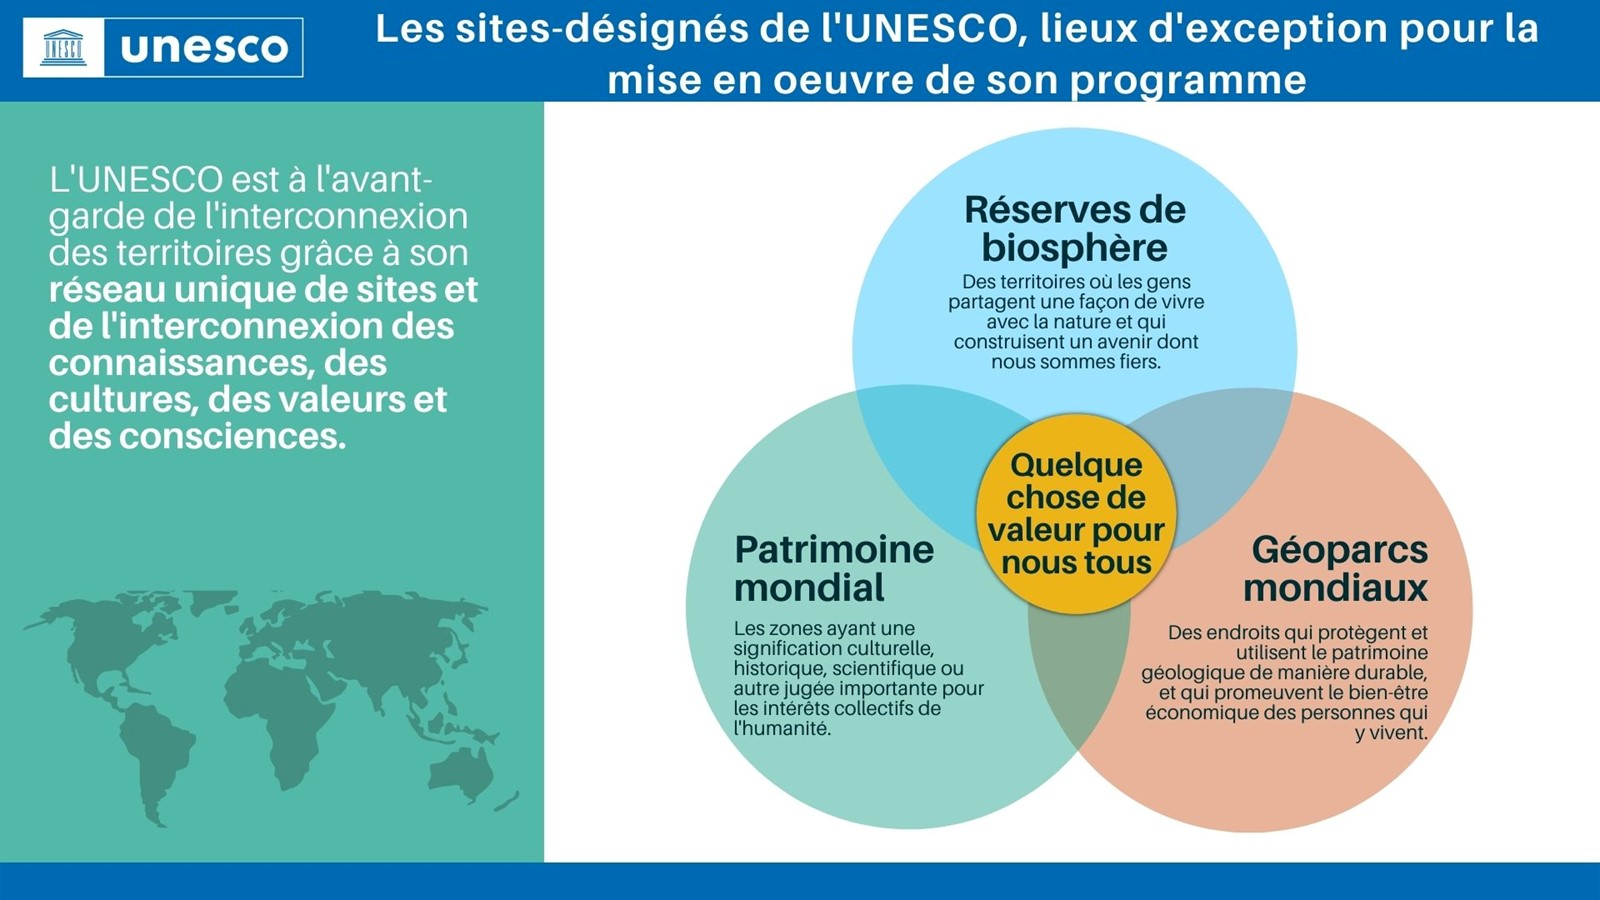 UNESCO
unesco
Les sites-désignés de l'UNESCO, lieux d'exception pour la
mise en oeuvre de son programme
L'UNESCO est à l'avant-
garde de l'interconnexion
des territoires grâce à son
réseau unique de sites et
de l'interconnexion des
connaissances, des
cultures, des valeurs et
des consciences.
Réserves de
biosphère
Des territoires où les gens
partagent une façon de vivre
avec la nature et qui
construisent un avenir dont
nous sommes fiers.
Quelque
chose de
valeur pour
nous tous
Patrimoine
mondial
Les zones ayant une
signification culturelle,
historique, scientifique ou
autre jugée importante pour
les intérêts collectifs de
l'humanité.
Géoparcs
mondiaux
Des endroits qui protègent et
utilisent le patrimoine
géologique de manière durable,
et qui promeuvent le bien-être
économique des personnes qui
y vivent.